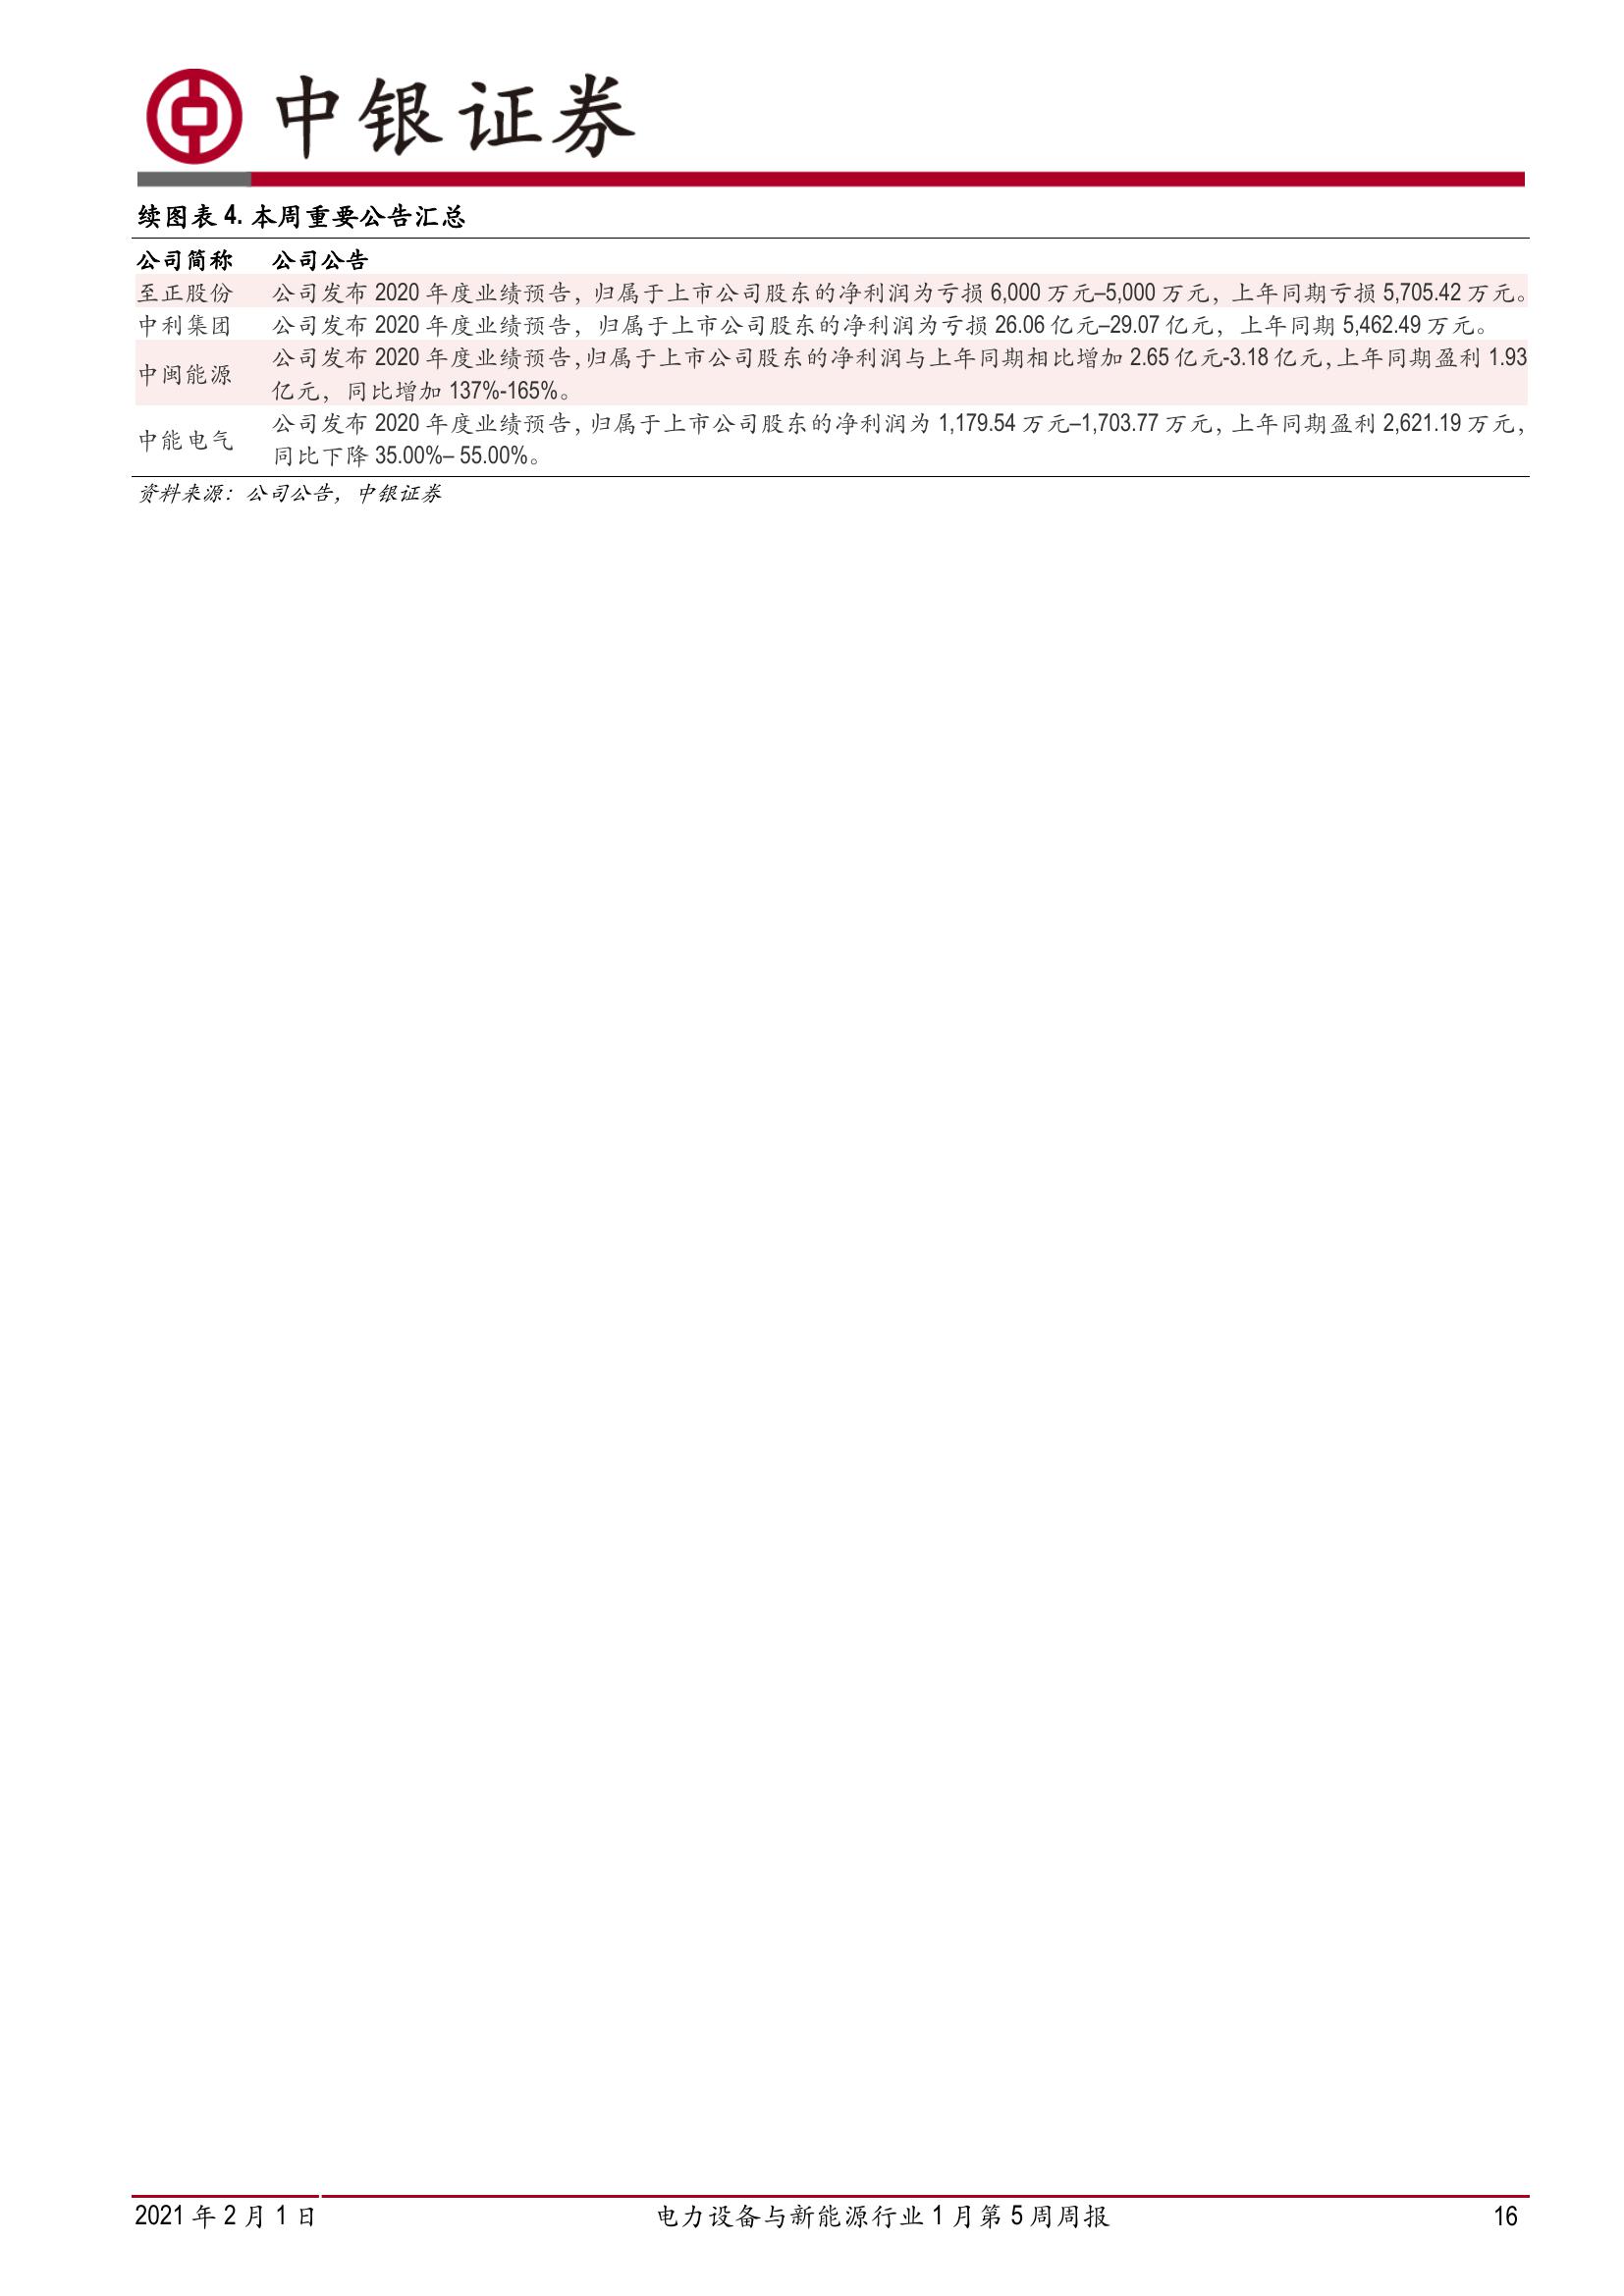 中银证券
续图表 4. 本周重要公告汇总
公司简称 公司公告
至正股份 公司发布 2020 年度业绩预告，归属于上市公司股东的净利润为亏损 6,000 万元–5,000 万元，上年同期亏损 5,705.42 万元。
中利集团 公司发布 2020 年度业绩预告，归属于上市公司股东的净利润为亏损 26.06 亿元–29.07 亿元，上年同期 5,462.49 万元。
中闽能源 公司发布 2020 年度业绩预告，归属于上市公司股东的净利润与上年同期相比增加 2.65 亿元-3.18 亿元，上年同期盈利 1.93
亿元，同比增加 137%-165%。
中能电气 公司发布 2020 年度业绩预告，归属于上市公司股东的净利润为 1,179.54 万元–1,703.77 万元，上年同期盈利 2,621.19 万元，
同比下降 35.00%– 55.00%。
资料来源：公司公告，中银证券
2021 年 2 月 1 日 电力设备与新能源行业 1 月第 5 周周报 16